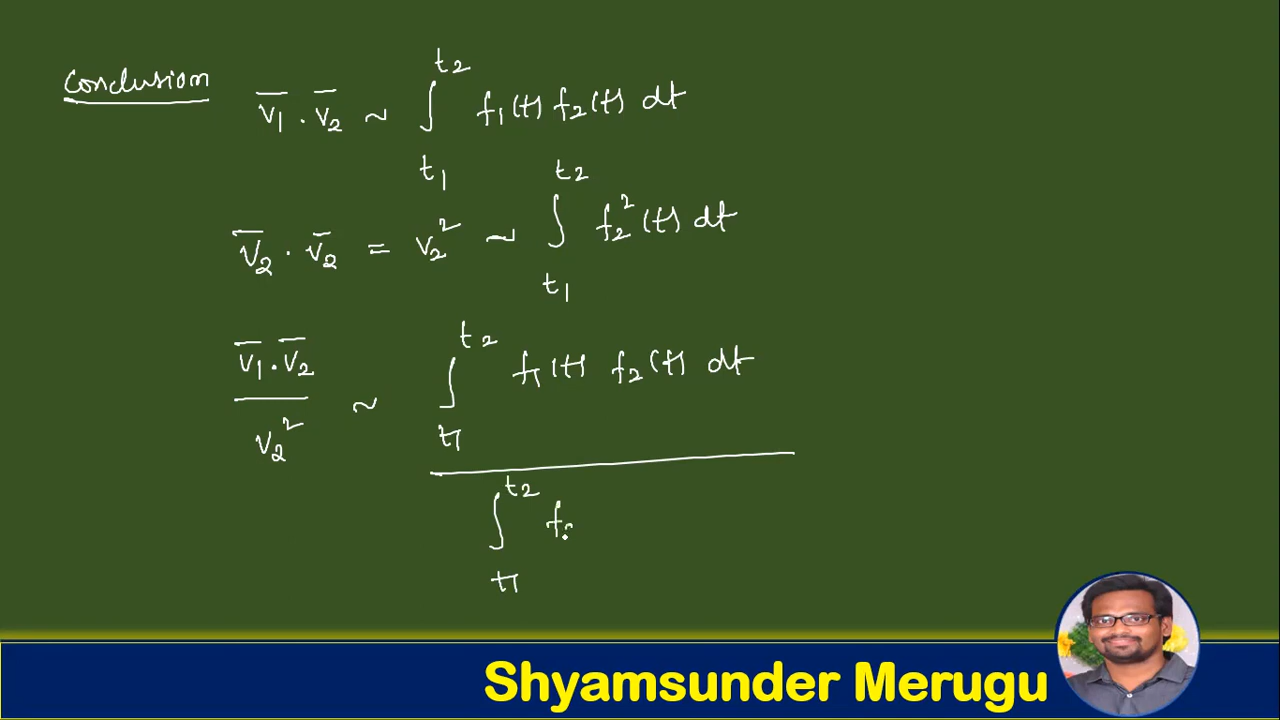 Conclusion V̅1 . V̅2 ~ ∫_{t1}^{t2} f1(t) f2(t) dt
V̅2 . V̅2 = V2² ~ ∫_{t1}^{t2} f2²(t) dt
(V̅1 . V̅2) / V2² ~ ∫_{t1}^{t2} f1(t) f2(t) dt / ∫_{t1}^{t2} f2
Shyamsunder Merugu